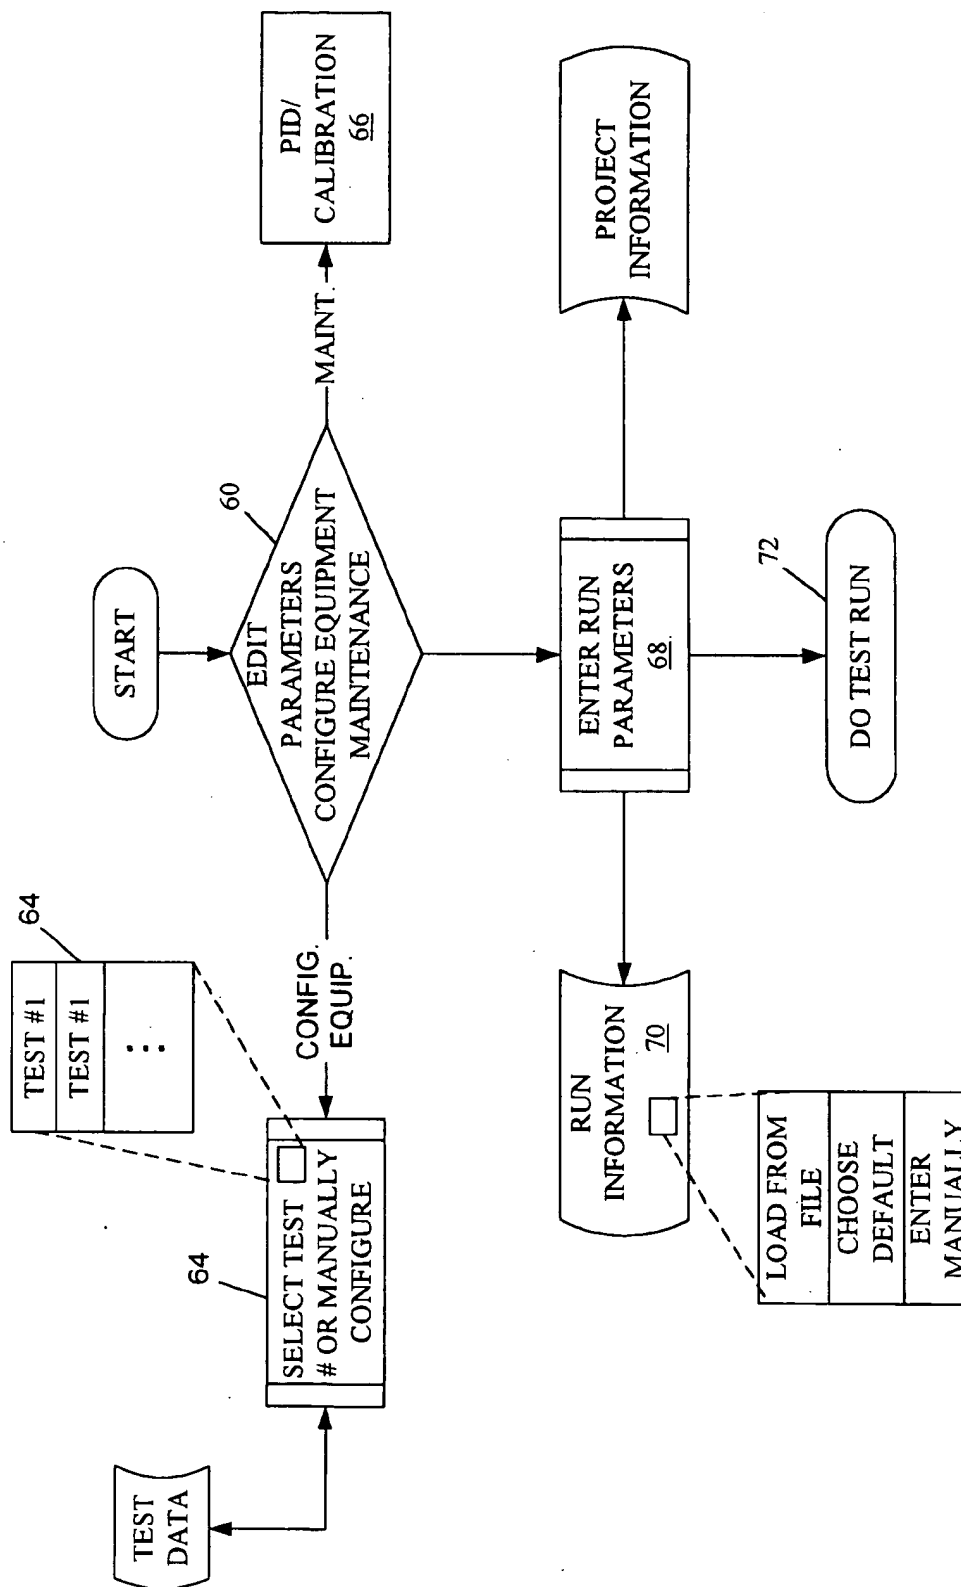 START
60
EDIT
PARAMETERS
CONFIGURE EQUIPMENT
MAINTENANCE
MAINT.
PID/
CALIBRATION
66
CONFIG.
EQUIP.
64
TEST #1
TEST #1
⋮
64
SELECT TEST
# OR MANUALLY
CONFIGURE
TEST
DATA
ENTER RUN
PARAMETERS
68
PROJECT
INFORMATION
RUN
INFORMATION
70
LOAD FROM
FILE
CHOOSE
DEFAULT
ENTER
MANUALLY
72
DO TEST RUN